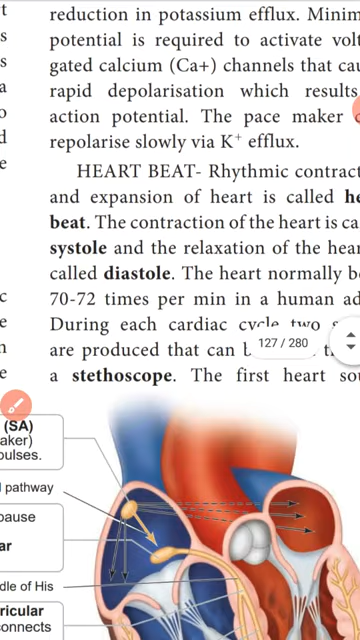 reduction in potassium efflux. Minim
potential is required to activate volt
gated calcium (Ca+) channels that cau
rapid depolarisation which results
action potential. The pace maker
repolarise slowly via K+ efflux.
HEART BEAT- Rhythmic contract
and expansion of heart is called he
beat. The contraction of the heart is ca
systole and the relaxation of the hear
called diastole. The heart normally be
70-72 times per min in a human ad
During each cardiac cycle two
are produced that can b
127 / 280
a stethoscope. The first heart sou
(SA)
aker)
pulses.
pathway
pause
ar
dle of His
ricular
connects